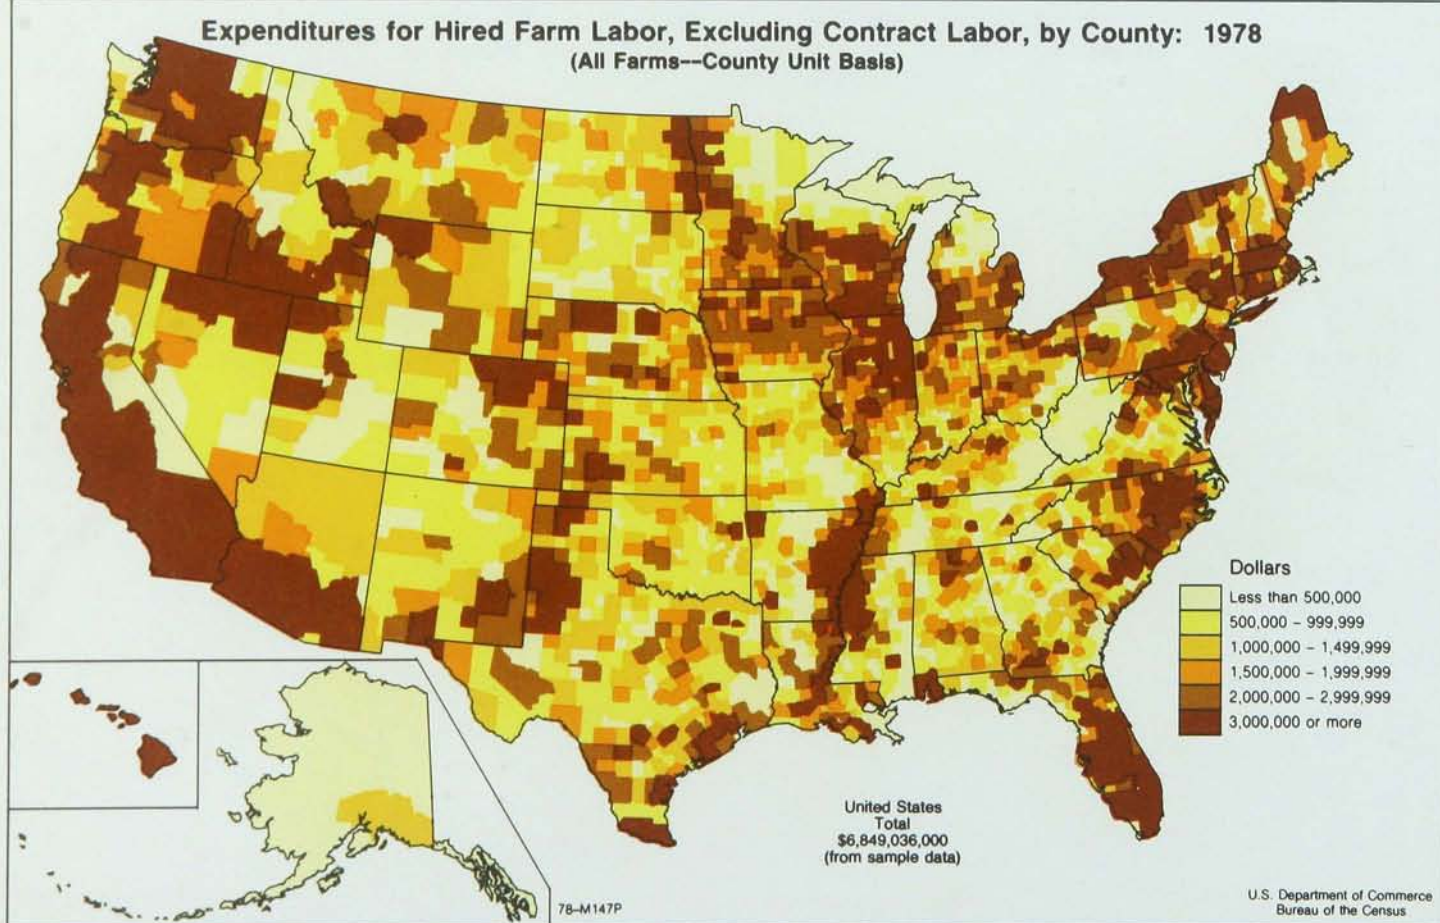 Expenditures for Hired Farm Labor, Excluding Contract Labor, by County: 1978
(All Farms--County Unit Basis)
Dollars
Less than 500,000
500,000 - 999,999
1,000,000 - 1,499,999
1,500,000 - 1,999,999
2,000,000 - 2,999,999
3,000,000 or more
United States
Total
$6,849,036,000
(from sample data)
78-M147P
U.S. Department of Commerce
Bureau of the Census